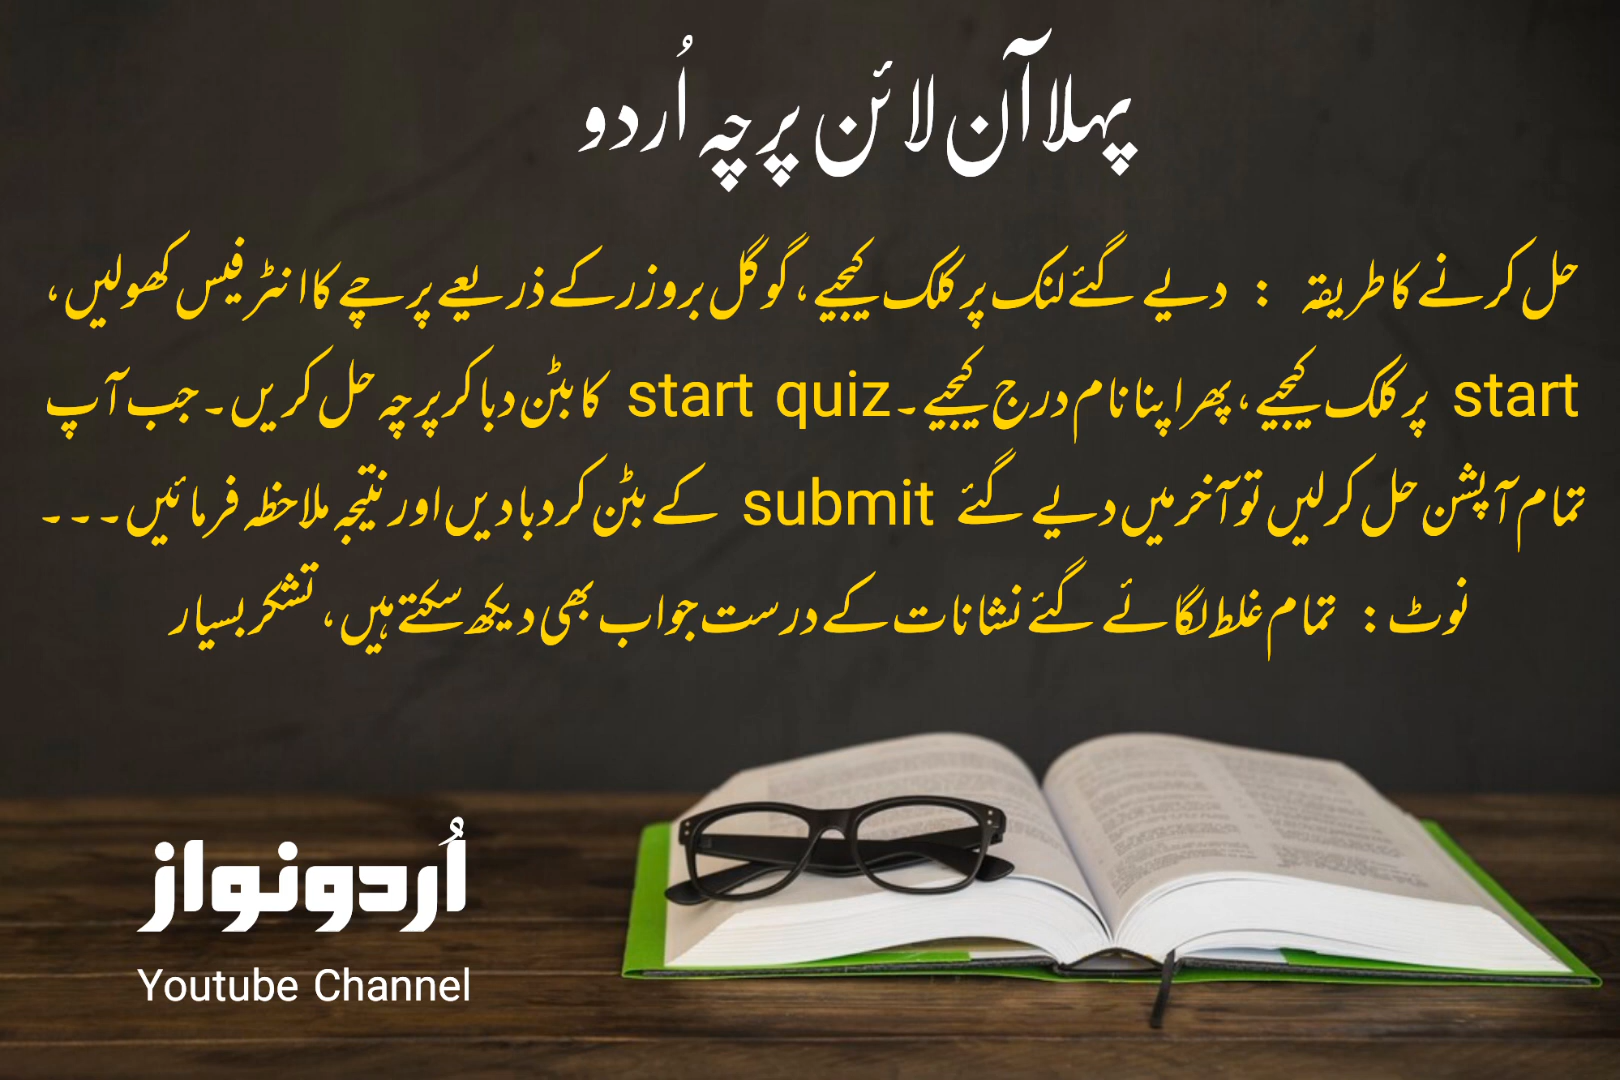 پہلا آن لائن پرچہ اُردو
حل کرنے کا طریقہ : دیے گئے لنک پر کلک کیجیے، گوگل بروزر کے ذریعے پرچے کا انٹر فیس کھولیں،
start پر کلک کیجیے، پھر اپنا نام درج کیجیے۔ start quiz کا بٹن دبا کر پرچہ حل کریں۔ جب آپ
تمام آپشن حل کر لیں تو آخر میں دیے گئے submit کے بٹن کر دبا دیں اور نتیجہ ملاحظہ فرمائیں۔۔۔
نوٹ : تمام غلط لگائے گئے نشانات کے درست جواب بھی دیکھ سکتے ہیں، تشکر بسیار
اُردو نواز
Youtube Channel